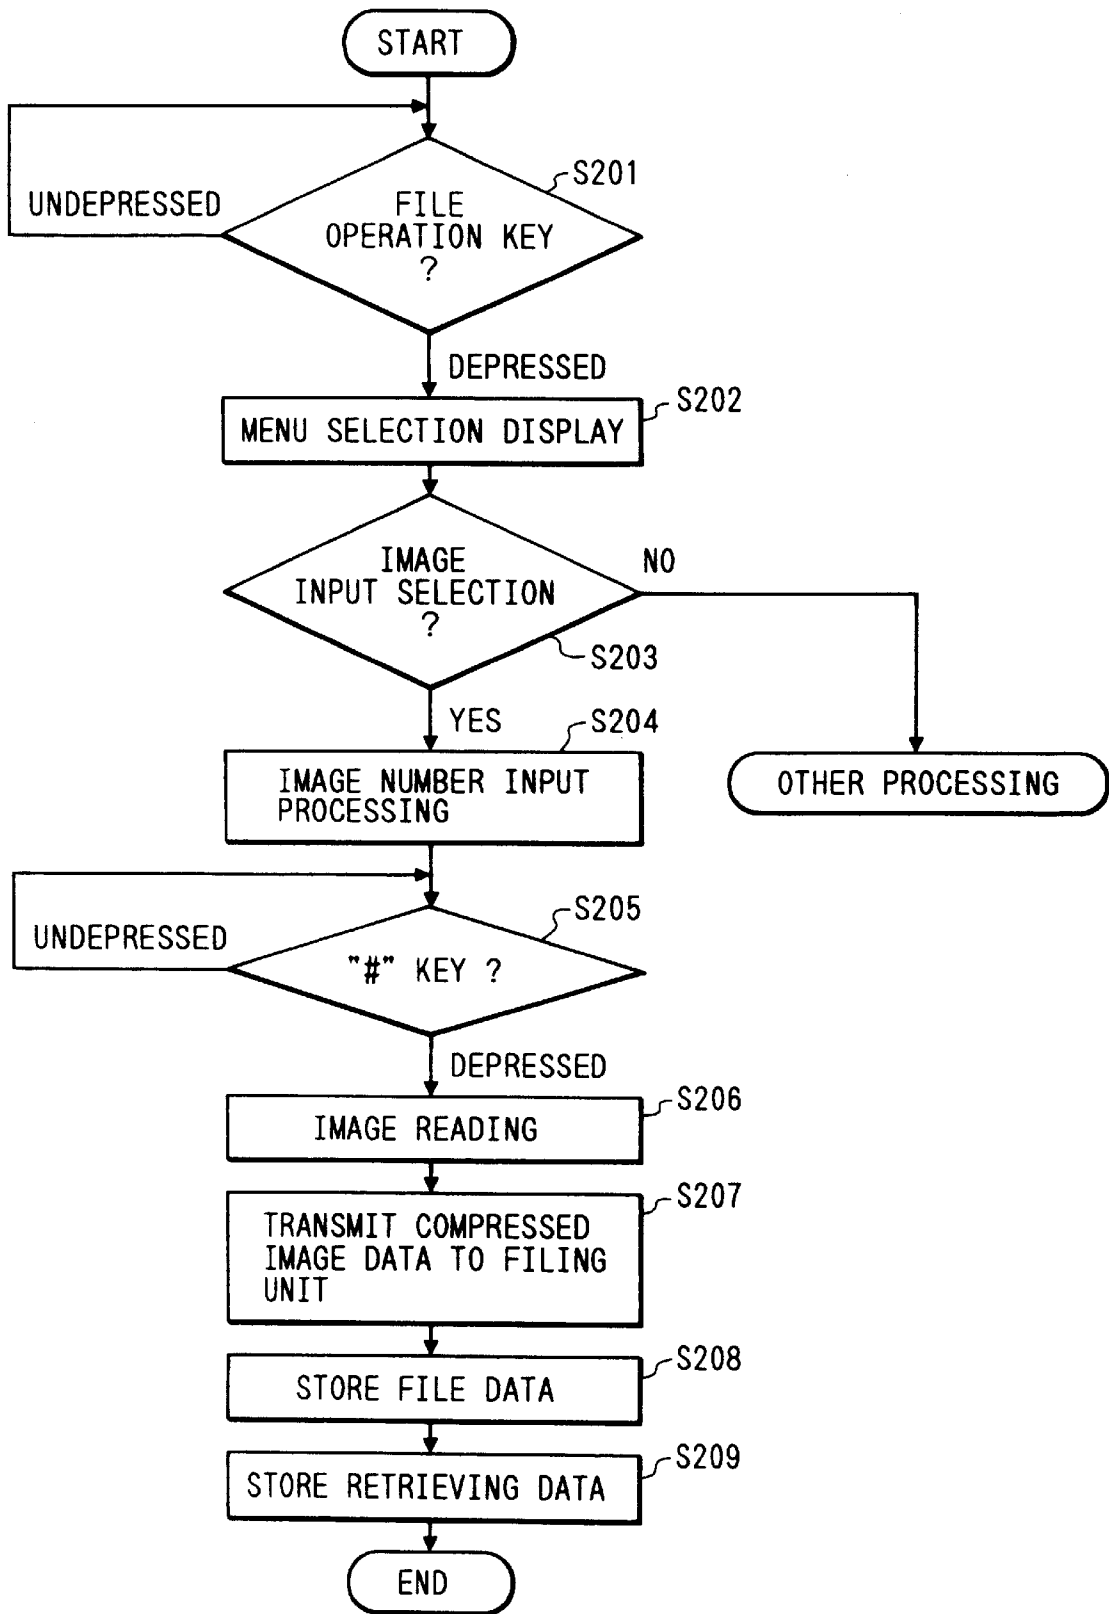 START
S201
UNDEPRESSED
FILE
OPERATION KEY
?
DEPRESSED
S202
MENU SELECTION DISPLAY
IMAGE
INPUT SELECTION
?
NO
S203
YES
S204
IMAGE NUMBER INPUT
PROCESSING
OTHER PROCESSING
S205
UNDEPRESSED
"#" KEY ?
DEPRESSED
S206
IMAGE READING
S207
TRANSMIT COMPRESSED
IMAGE DATA TO FILING
UNIT
S208
STORE FILE DATA
S209
STORE RETRIEVING DATA
END